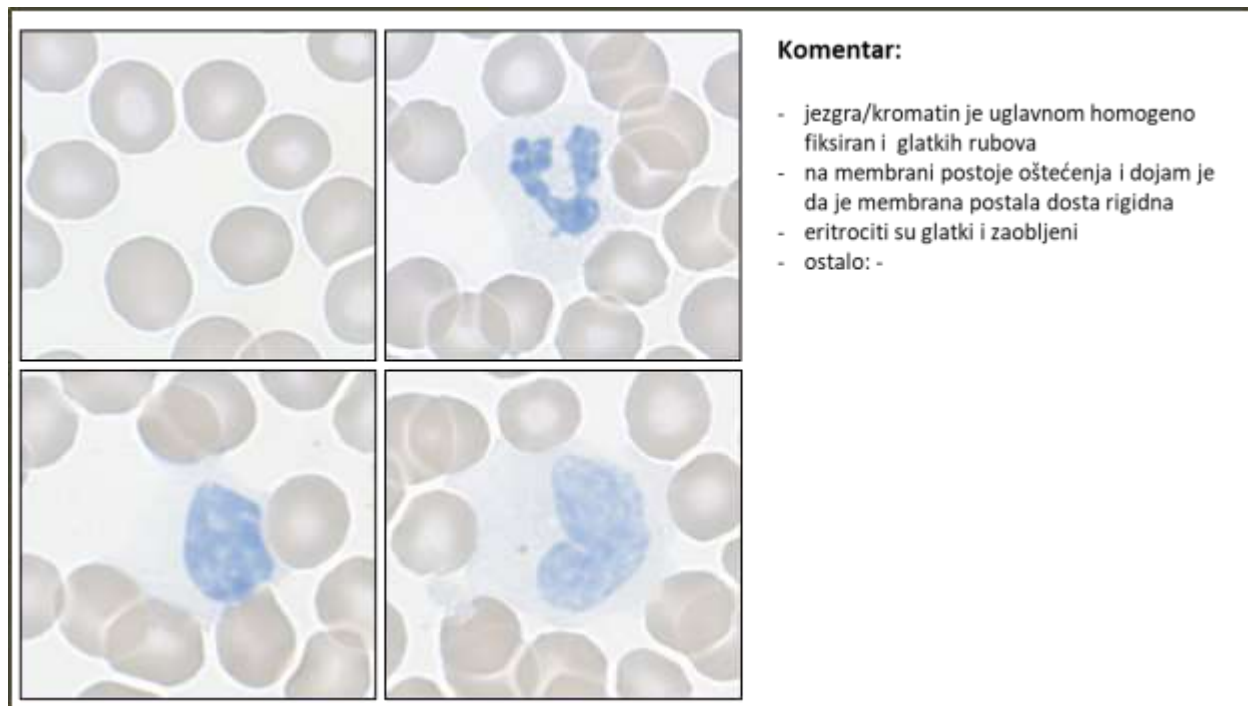 Komentar:
- jezgra/kromatin je uglavnom homogeno
fiksiran i glatkih rubova
- na membrani postoje oštećenja i dojam je
da je membrana postala dosta rigidna
- eritrociti su glatki i zaobljeni
- ostalo: -